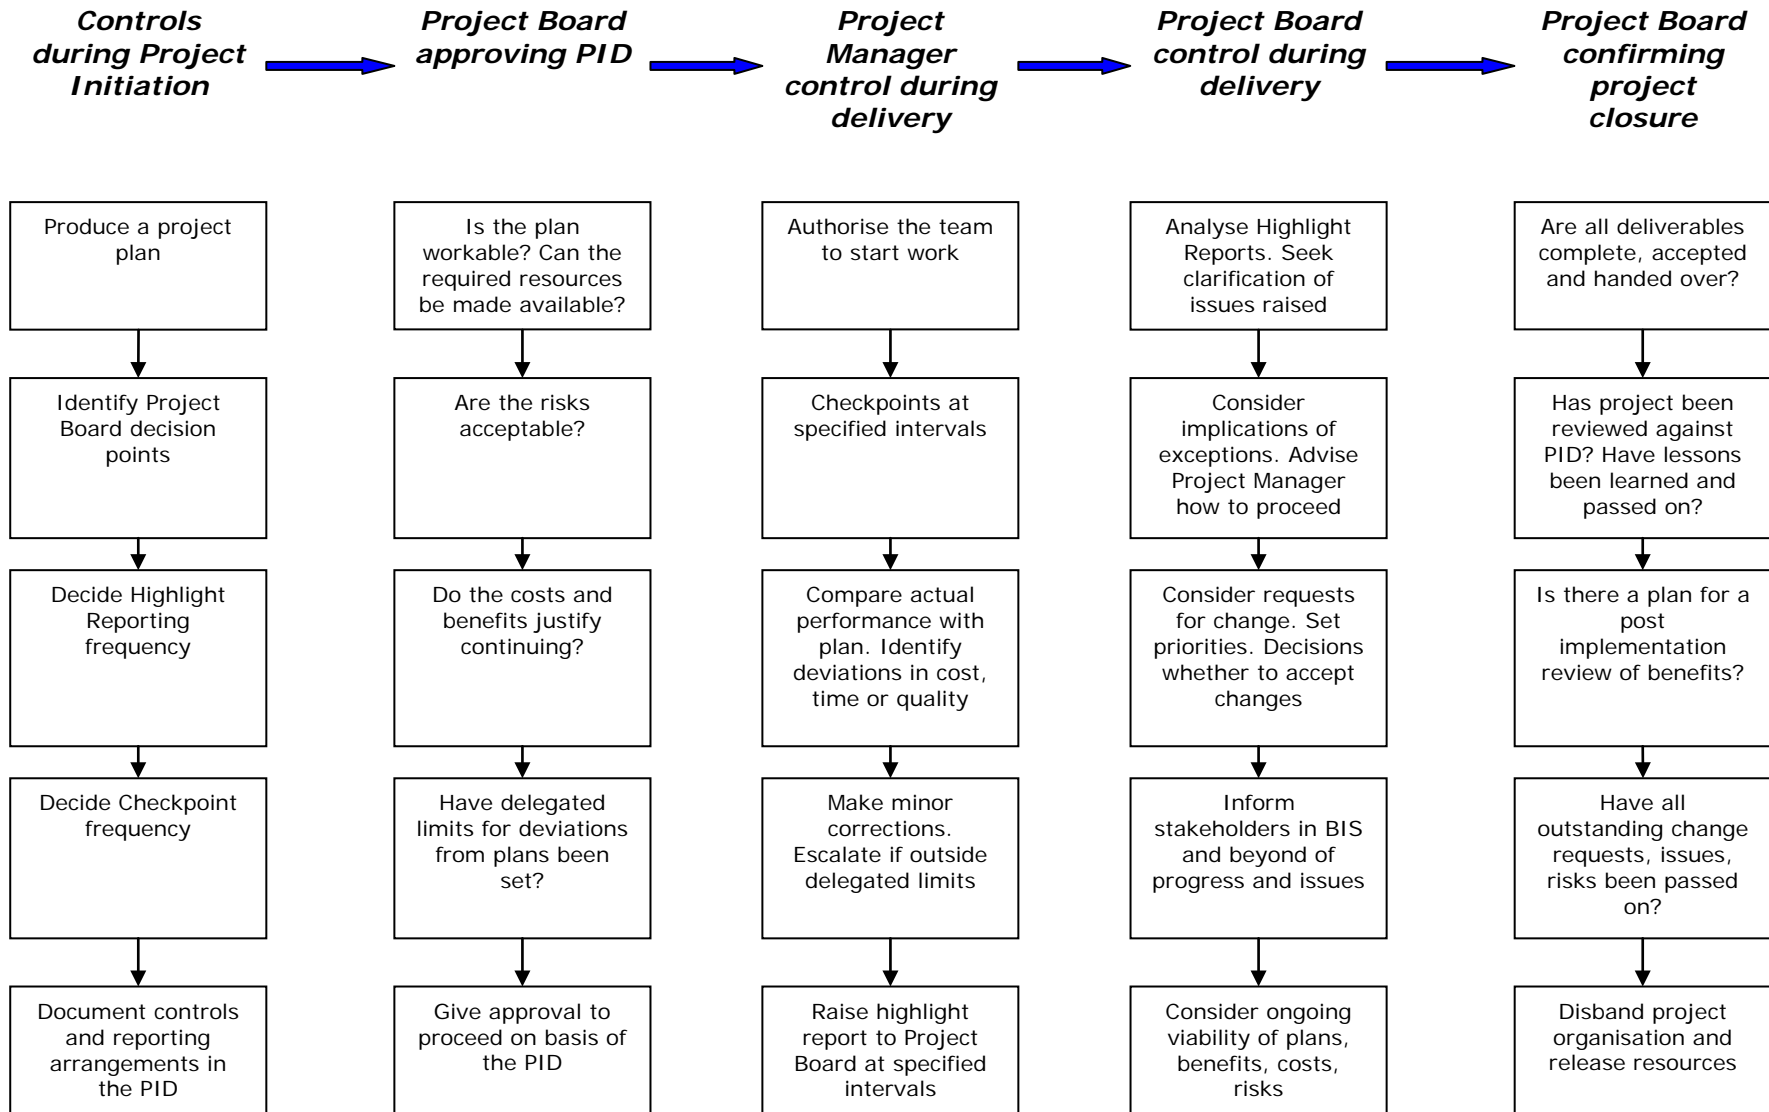 Controls
during Project
Initiation
Project Board
approving PID
Project
Manager
control during
delivery
Project Board
control during
delivery
Project Board
confirming
project
closure
Produce a project
plan
Identify Project
Board decision
points
Decide Highlight
Reporting
frequency
Decide Checkpoint
frequency
Document controls
and reporting
arrangements in
the PID
Is the plan
workable? Can the
required resources
be made available?
Are the risks
acceptable?
Do the costs and
benefits justify
continuing?
Have delegated
limits for deviations
from plans been
set?
Give approval to
proceed on basis of
the PID
Authorise the team
to start work
Checkpoints at
specified intervals
Compare actual
performance with
plan. Identify
deviations in cost,
time or quality
Make minor
corrections.
Escalate if outside
delegated limits
Raise highlight
report to Project
Board at specified
intervals
Analyse Highlight
Reports. Seek
clarification of
issues raised
Consider
implications of
exceptions. Advise
Project Manager
how to proceed
Consider requests
for change. Set
priorities. Decisions
whether to accept
changes
Inform
stakeholders in BIS
and beyond of
progress and issues
Consider ongoing
viability of plans,
benefits, costs,
risks
Are all deliverables
complete, accepted
and handed over?
Has project been
reviewed against
PID? Have lessons
been learned and
passed on?
Is there a plan for a
post
implementation
review of benefits?
Have all
outstanding change
requests, issues,
risks been passed
on?
Disband project
organisation and
release resources